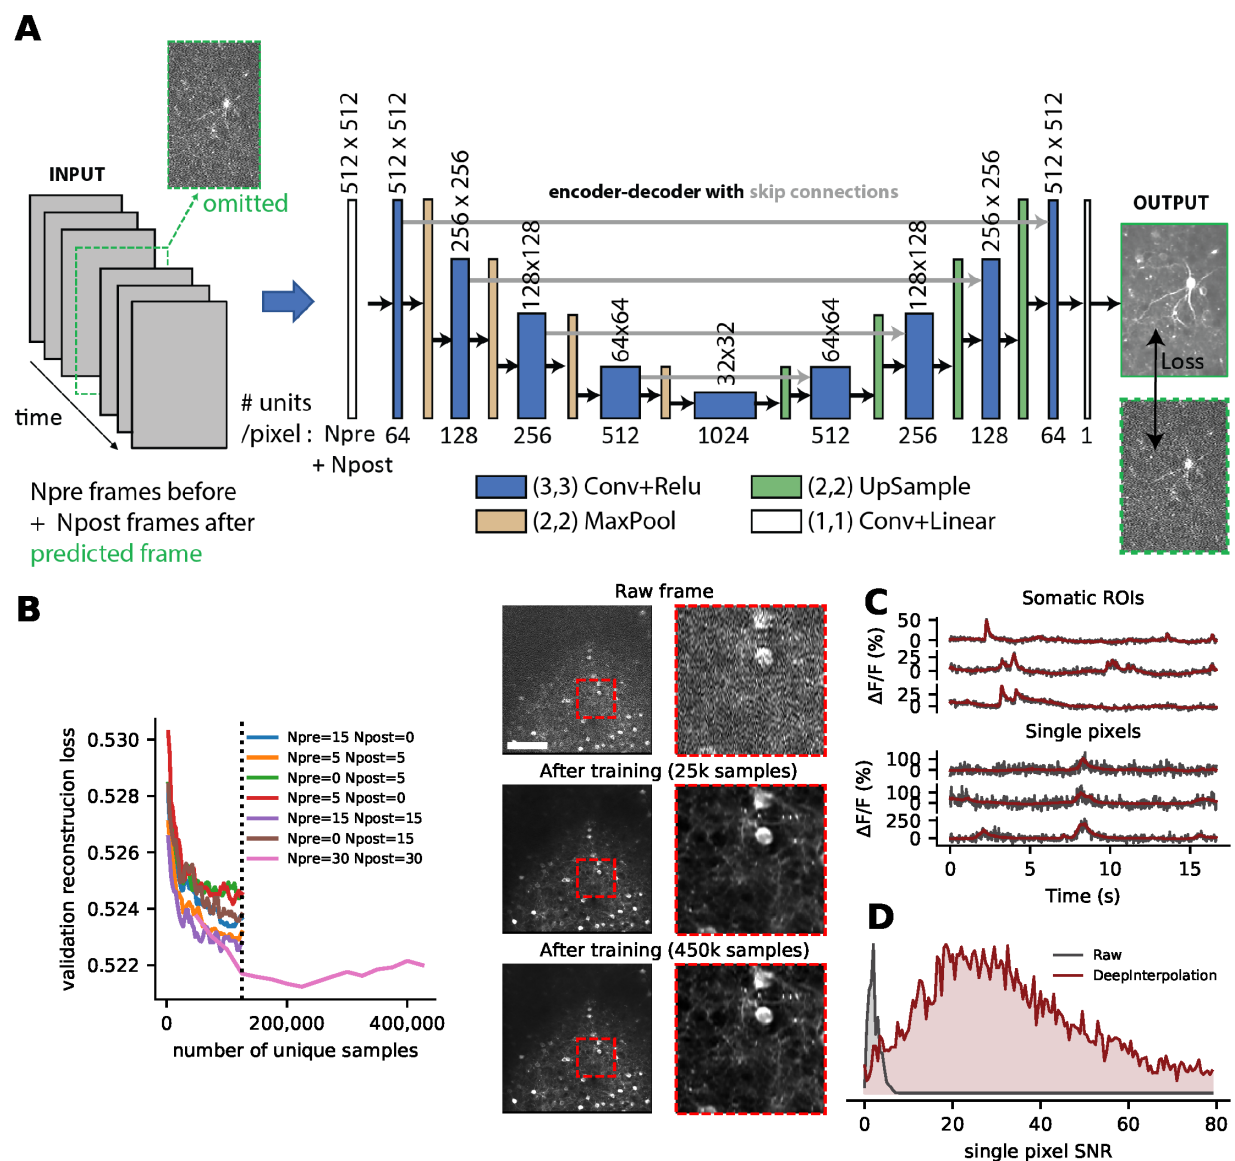 A
INPUT
omitted
time
Npre frames before
+ Npost frames after
predicted frame
512 x 512
512 x 512
256 x 256
128x128
64x64
32x32
64x64
128x128
256 x 256
512 x 512
encoder-decoder with skip connections
OUTPUT
Loss
# units
/pixel : Npre 64 128 256 512 1024 512 256 128 64 1
+ Npost
(3,3) Conv+Relu
(2,2) UpSample
(2,2) MaxPool
(1,1) Conv+Linear
B
validation reconstrucion loss
0.530
0.528
0.526
0.524
0.522
0 200,000 400,000
number of unique samples
Npre=15 Npost=0
Npre=5 Npost=5
Npre=0 Npost=5
Npre=5 Npost=0
Npre=15 Npost=15
Npre=0 Npost=15
Npre=30 Npost=30
Raw frame
After training (25k samples)
After training (450k samples)
C
Somatic ROIs
ΔF/F (%)
50
0
25
0
25
0
Single pixels
ΔF/F (%)
100
0
100
0
250
0
0 5 10 15
Time (s)
D
Raw
DeepInterpolation
0 20 40 60 80
single pixel SNR